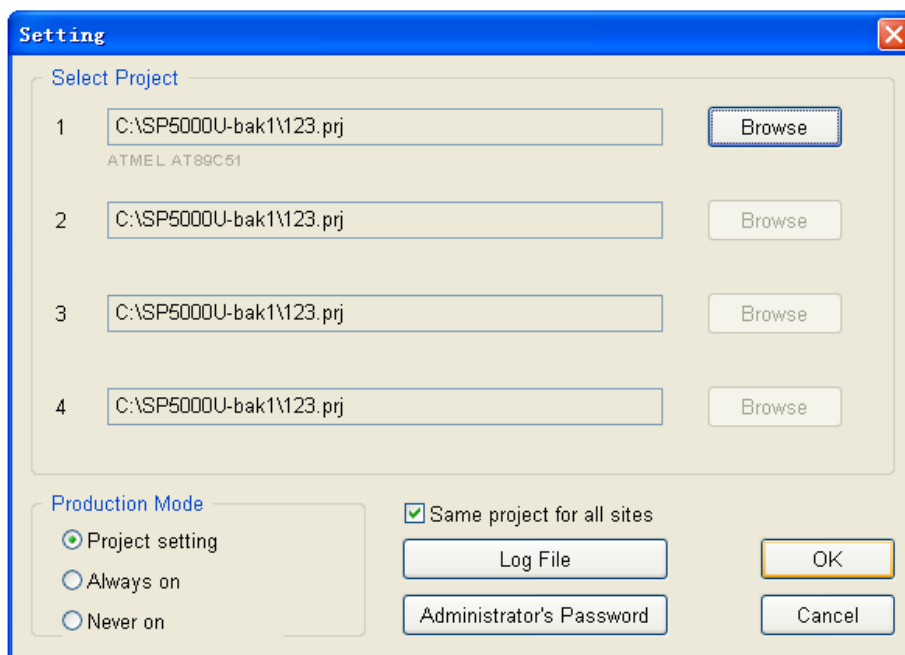 Setting
Select Project
1 C:\SP5000U-bak1\123.prj Browse
ATMEL AT89C51
2 C:\SP5000U-bak1\123.prj Browse
3 C:\SP5000U-bak1\123.prj Browse
4 C:\SP5000U-bak1\123.prj Browse
Production Mode
Project setting
Always on
Never on
Same project for all sites
Log File
Administrator's Password
OK
Cancel